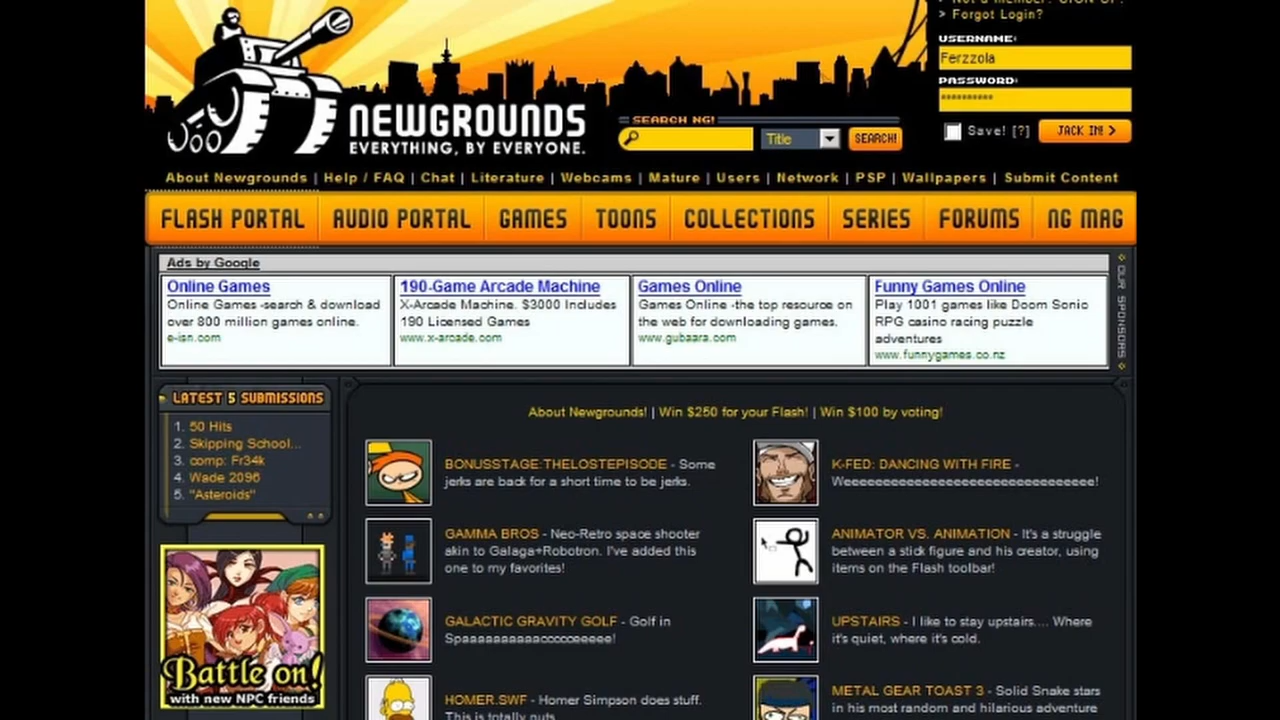 > Not a member? SIGN UP!
> Forgot Login?
USERNAME:
Ferzzola
PASSWORD:
**********
Save! [?] JACK IN! >
NEWGROUNDS
EVERYTHING, BY EVERYONE.
SEARCH NG!
Title SEARCH!
About Newgrounds | Help / FAQ | Chat | Literature | Webcams | Mature | Users | Network | PSP | Wallpapers | Submit Content
FLASH PORTAL AUDIO PORTAL GAMES TOONS COLLECTIONS SERIES FORUMS NG MAG
Ads by Google
Online Games
Online Games -search & download
over 800 million games online.
e-isn.com
190-Game Arcade Machine
X-Arcade Machine. $3000 Includes
190 Licensed Games
www.x-arcade.com
Games Online
Games Online -the top resource on
the web for downloading games.
www.gubaara.com
Funny Games Online
Play 1001 games like Doom Sonic
RPG casino racing puzzle
adventures
www.funnygames.co.nz
OUR SPONSORS
LATEST 5 SUBMISSIONS
1. 50 Hits
2. Skipping School...
3. comp: Fr34k
4. Wade 2096
5. "Asteroids"
Battle on!
with new NPC friends
About Newgrounds! | Win $250 for your Flash! | Win $100 by voting!
BONUSSTAGE:THELOSTEPISODE - Some
jerks are back for a short time to be jerks.
K-FED: DANCING WITH FIRE -
Weeeeeeeeeeeeeeeeeeeeeeeeeeeeeee!
GAMMA BROS - Neo-Retro space shooter
akin to Galaga+Robotron. I've added this
one to my favorites!
ANIMATOR VS. ANIMATION - It's a struggle
between a stick figure and his creator, using
items on the Flash toolbar!
GALACTIC GRAVITY GOLF - Golf in
Spaaaaaaaaaccccceeeee!
UPSTAIRS - I like to stay upstairs.... Where
it's quiet, where it's cold.
HOMER.SWF - Homer Simpson does stuff.
This is totally nuts.
METAL GEAR TOAST 3 - Solid Snake stars
in his most random and hilarious adventure